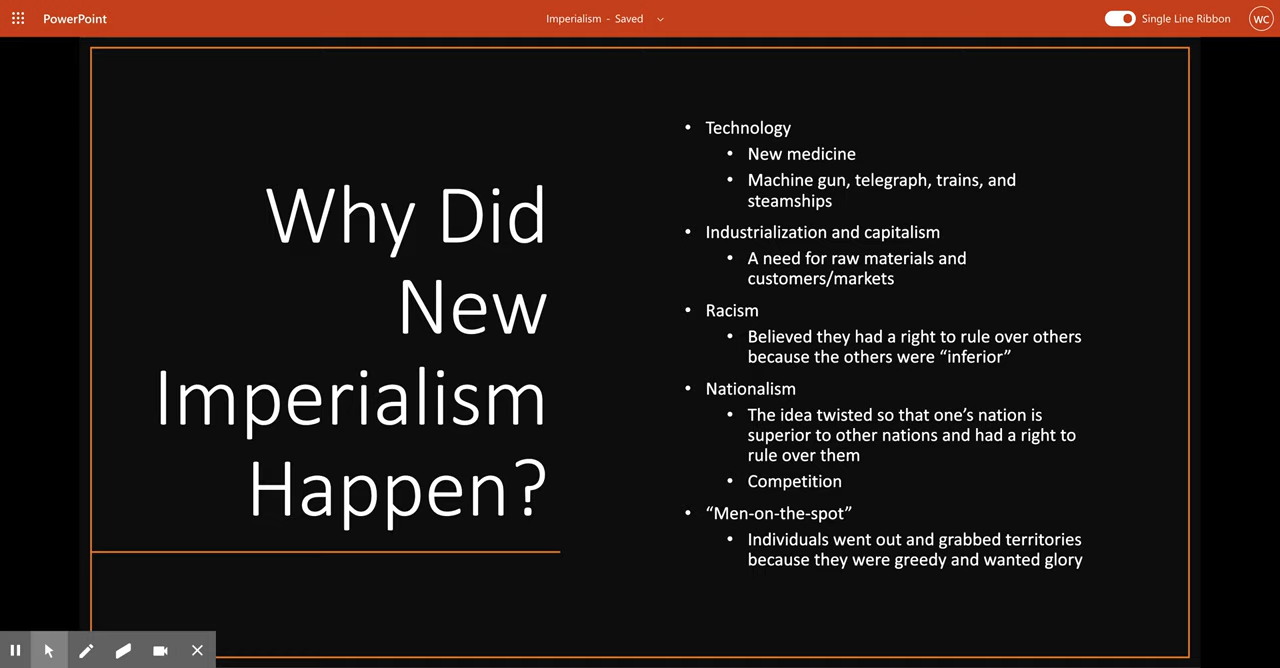 PowerPoint
Imperialism - Saved
Single Line Ribbon
WC
Why Did
New
Imperialism
Happen?
• Technology
• New medicine
• Machine gun, telegraph, trains, and
steamships
• Industrialization and capitalism
• A need for raw materials and
customers/markets
• Racism
• Believed they had a right to rule over others
because the others were “inferior”
• Nationalism
• The idea twisted so that one’s nation is
superior to other nations and had a right to
rule over them
• Competition
• “Men-on-the-spot”
• Individuals went out and grabbed territories
because they were greedy and wanted glory